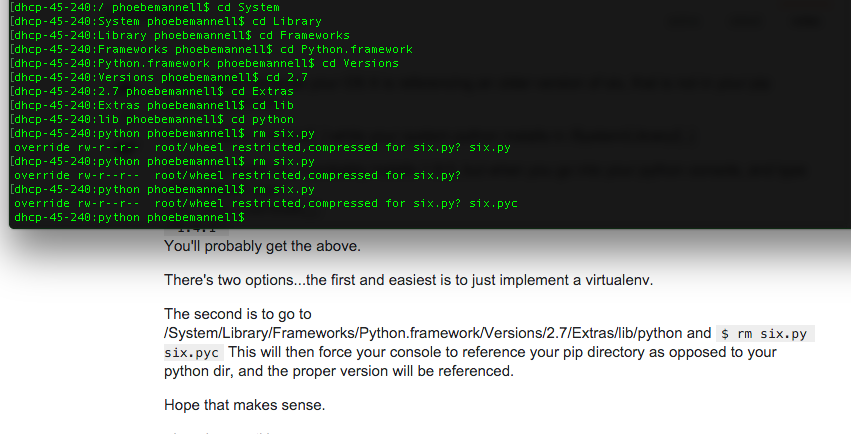 [dhcp-45-240:/ phoebemannell$ cd System
[dhcp-45-240:System phoebemannell$ cd Library
[dhcp-45-240:Library phoebemannell$ cd Frameworks
[dhcp-45-240:Frameworks phoebemannell$ cd Python.framework
[dhcp-45-240:Python.framework phoebemannell$ cd Versions
[dhcp-45-240:Versions phoebemannell$ cd 2.7
[dhcp-45-240:2.7 phoebemannell$ cd Extras
[dhcp-45-240:Extras phoebemannell$ cd lib
[dhcp-45-240:lib phoebemannell$ cd python
[dhcp-45-240:python phoebemannell$ rm six.py
override rw-r--r--  root/wheel restricted,compressed for six.py? six.py
[dhcp-45-240:python phoebemannell$ rm six.py
override rw-r--r--  root/wheel restricted,compressed for six.py?
[dhcp-45-240:python phoebemannell$ rm six.py
override rw-r--r--  root/wheel restricted,compressed for six.py? six.pyc
dhcp-45-240:python phoebemannell$
You'll probably get the above.
There's two options...the first and easiest is to just implement a virtualenv.
The second is to go to
/System/Library/Frameworks/Python.framework/Versions/2.7/Extras/lib/python and $ rm six.py
six.pyc This will then force your console to reference your pip directory as opposed to your
python dir, and the proper version will be referenced.
Hope that makes sense.